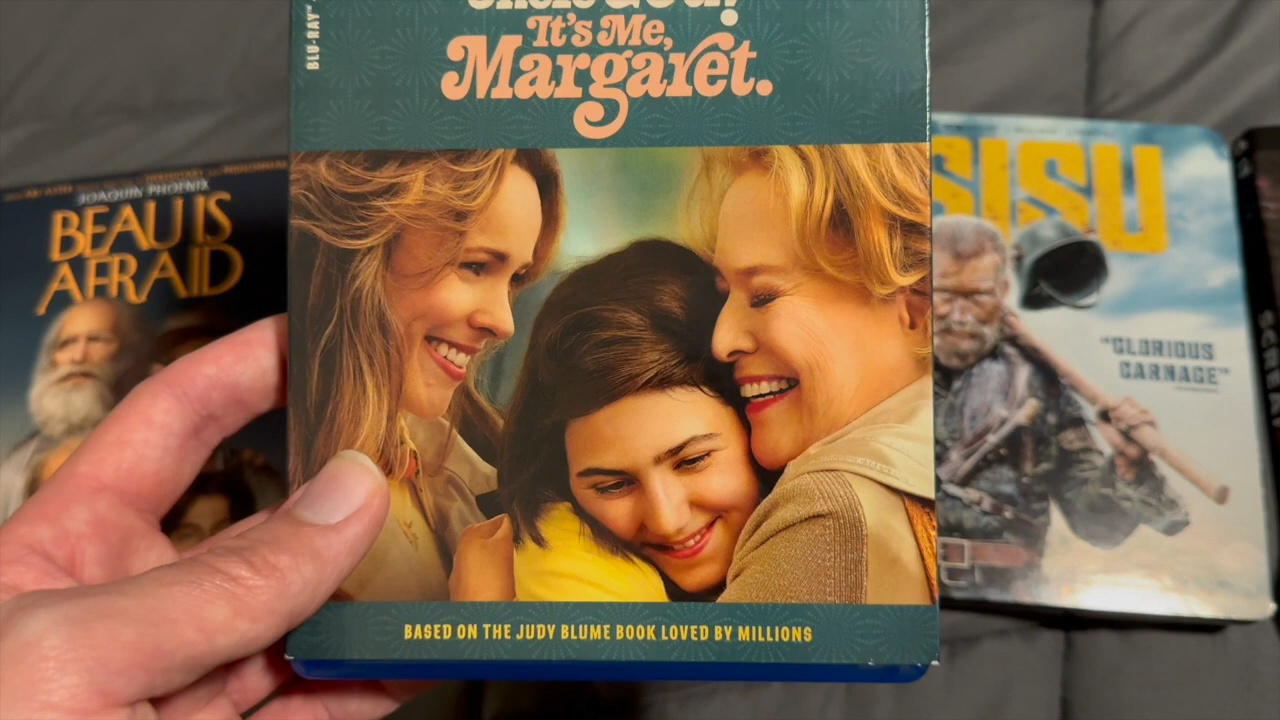 BLU-RAY™
It's Me,
Margaret.
BASED ON THE JUDY BLUME BOOK LOVED BY MILLIONS
JOAQUIN PHOENIX
BEAU IS
AFRAID
SISU
"GLORIOUS
CARNAGE"